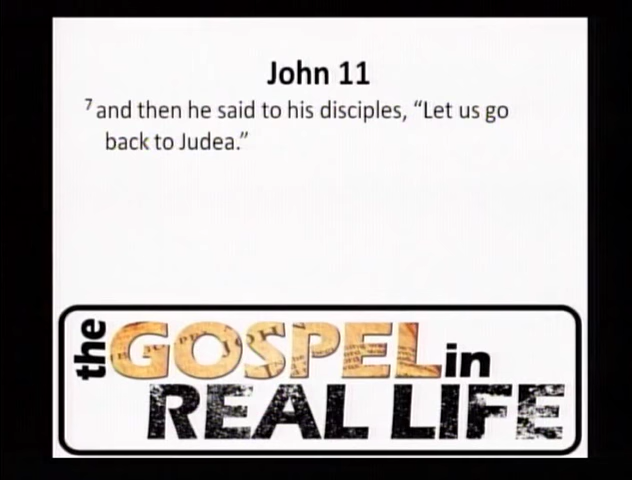 John 11
7 and then he said to his disciples, “Let us go
back to Judea.”
the GOSPEL in
REAL LIFE